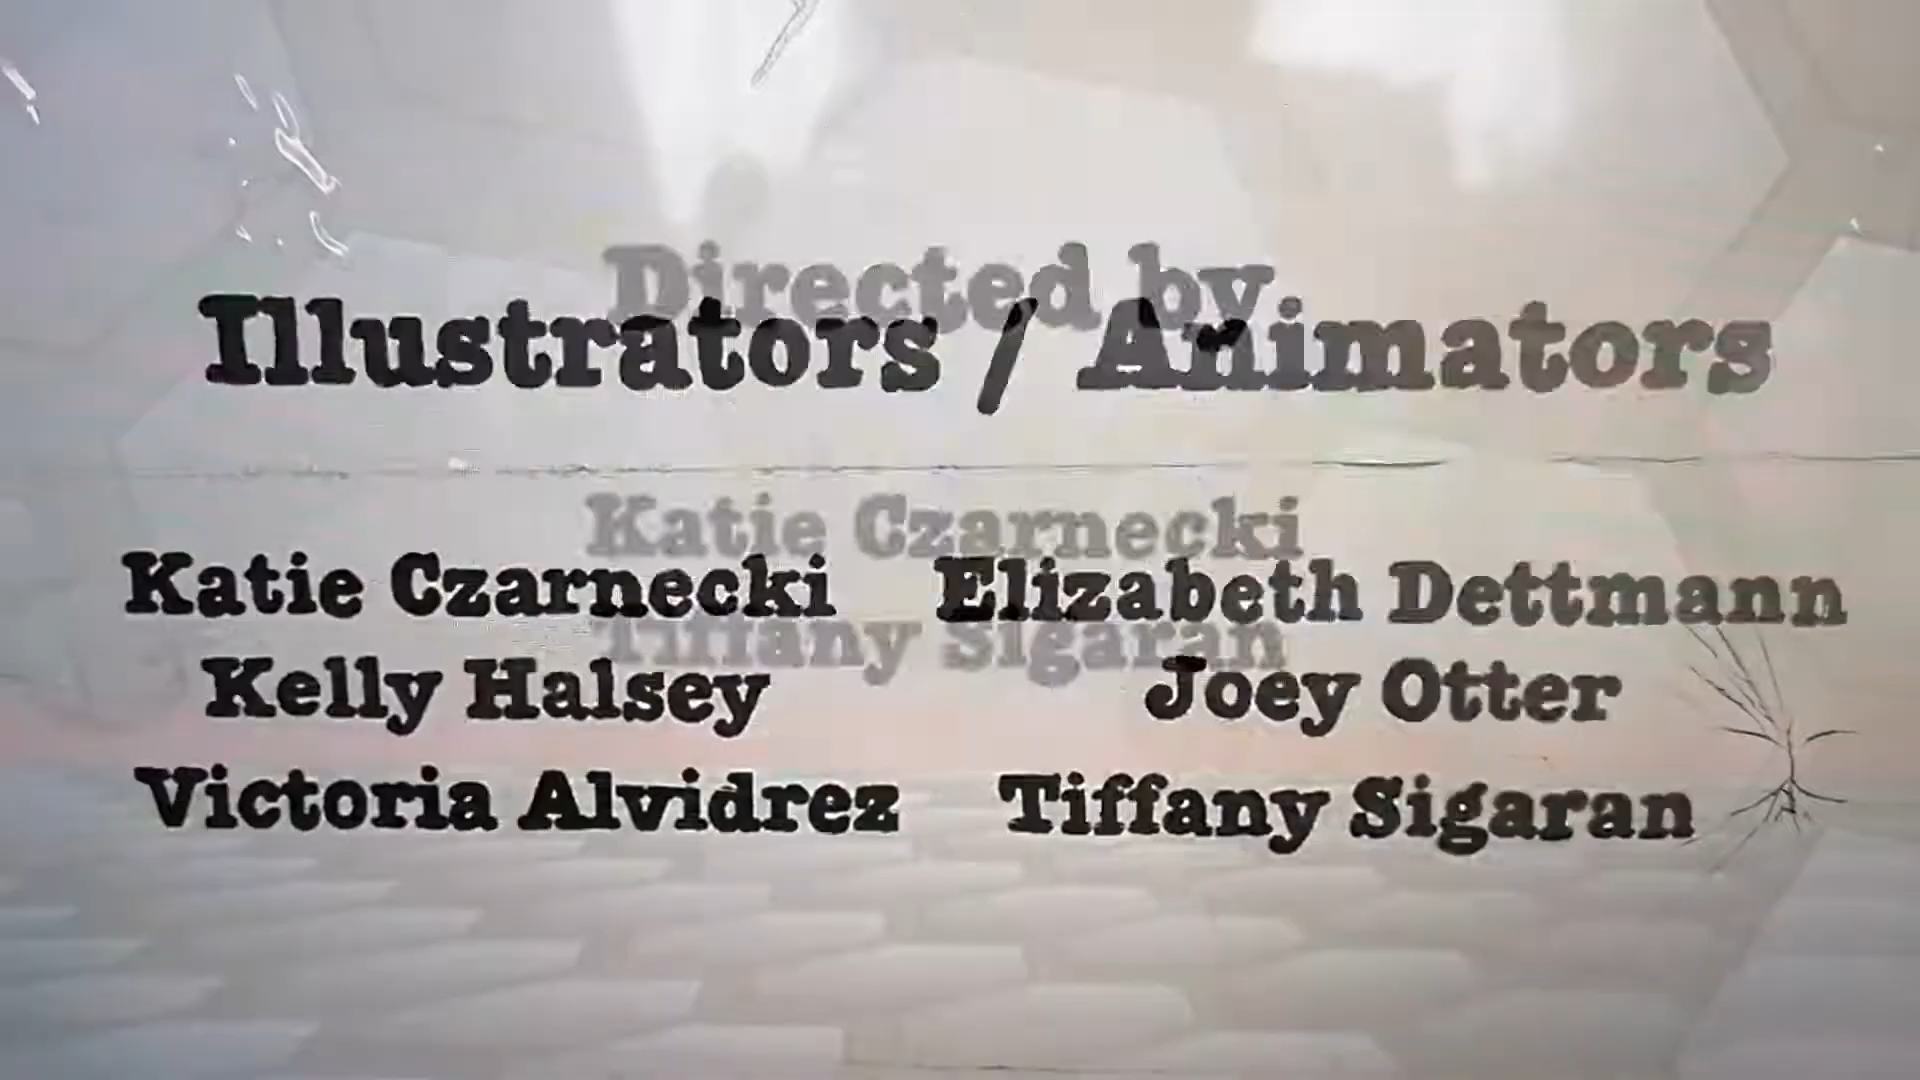 Directed by
Illustrators / Animators
Katie Czarnecki
Katie Czarnecki Elizabeth Dettmann
Tiffany Sigaran
Kelly Halsey Joey Otter
Victoria Alvidrez Tiffany Sigaran